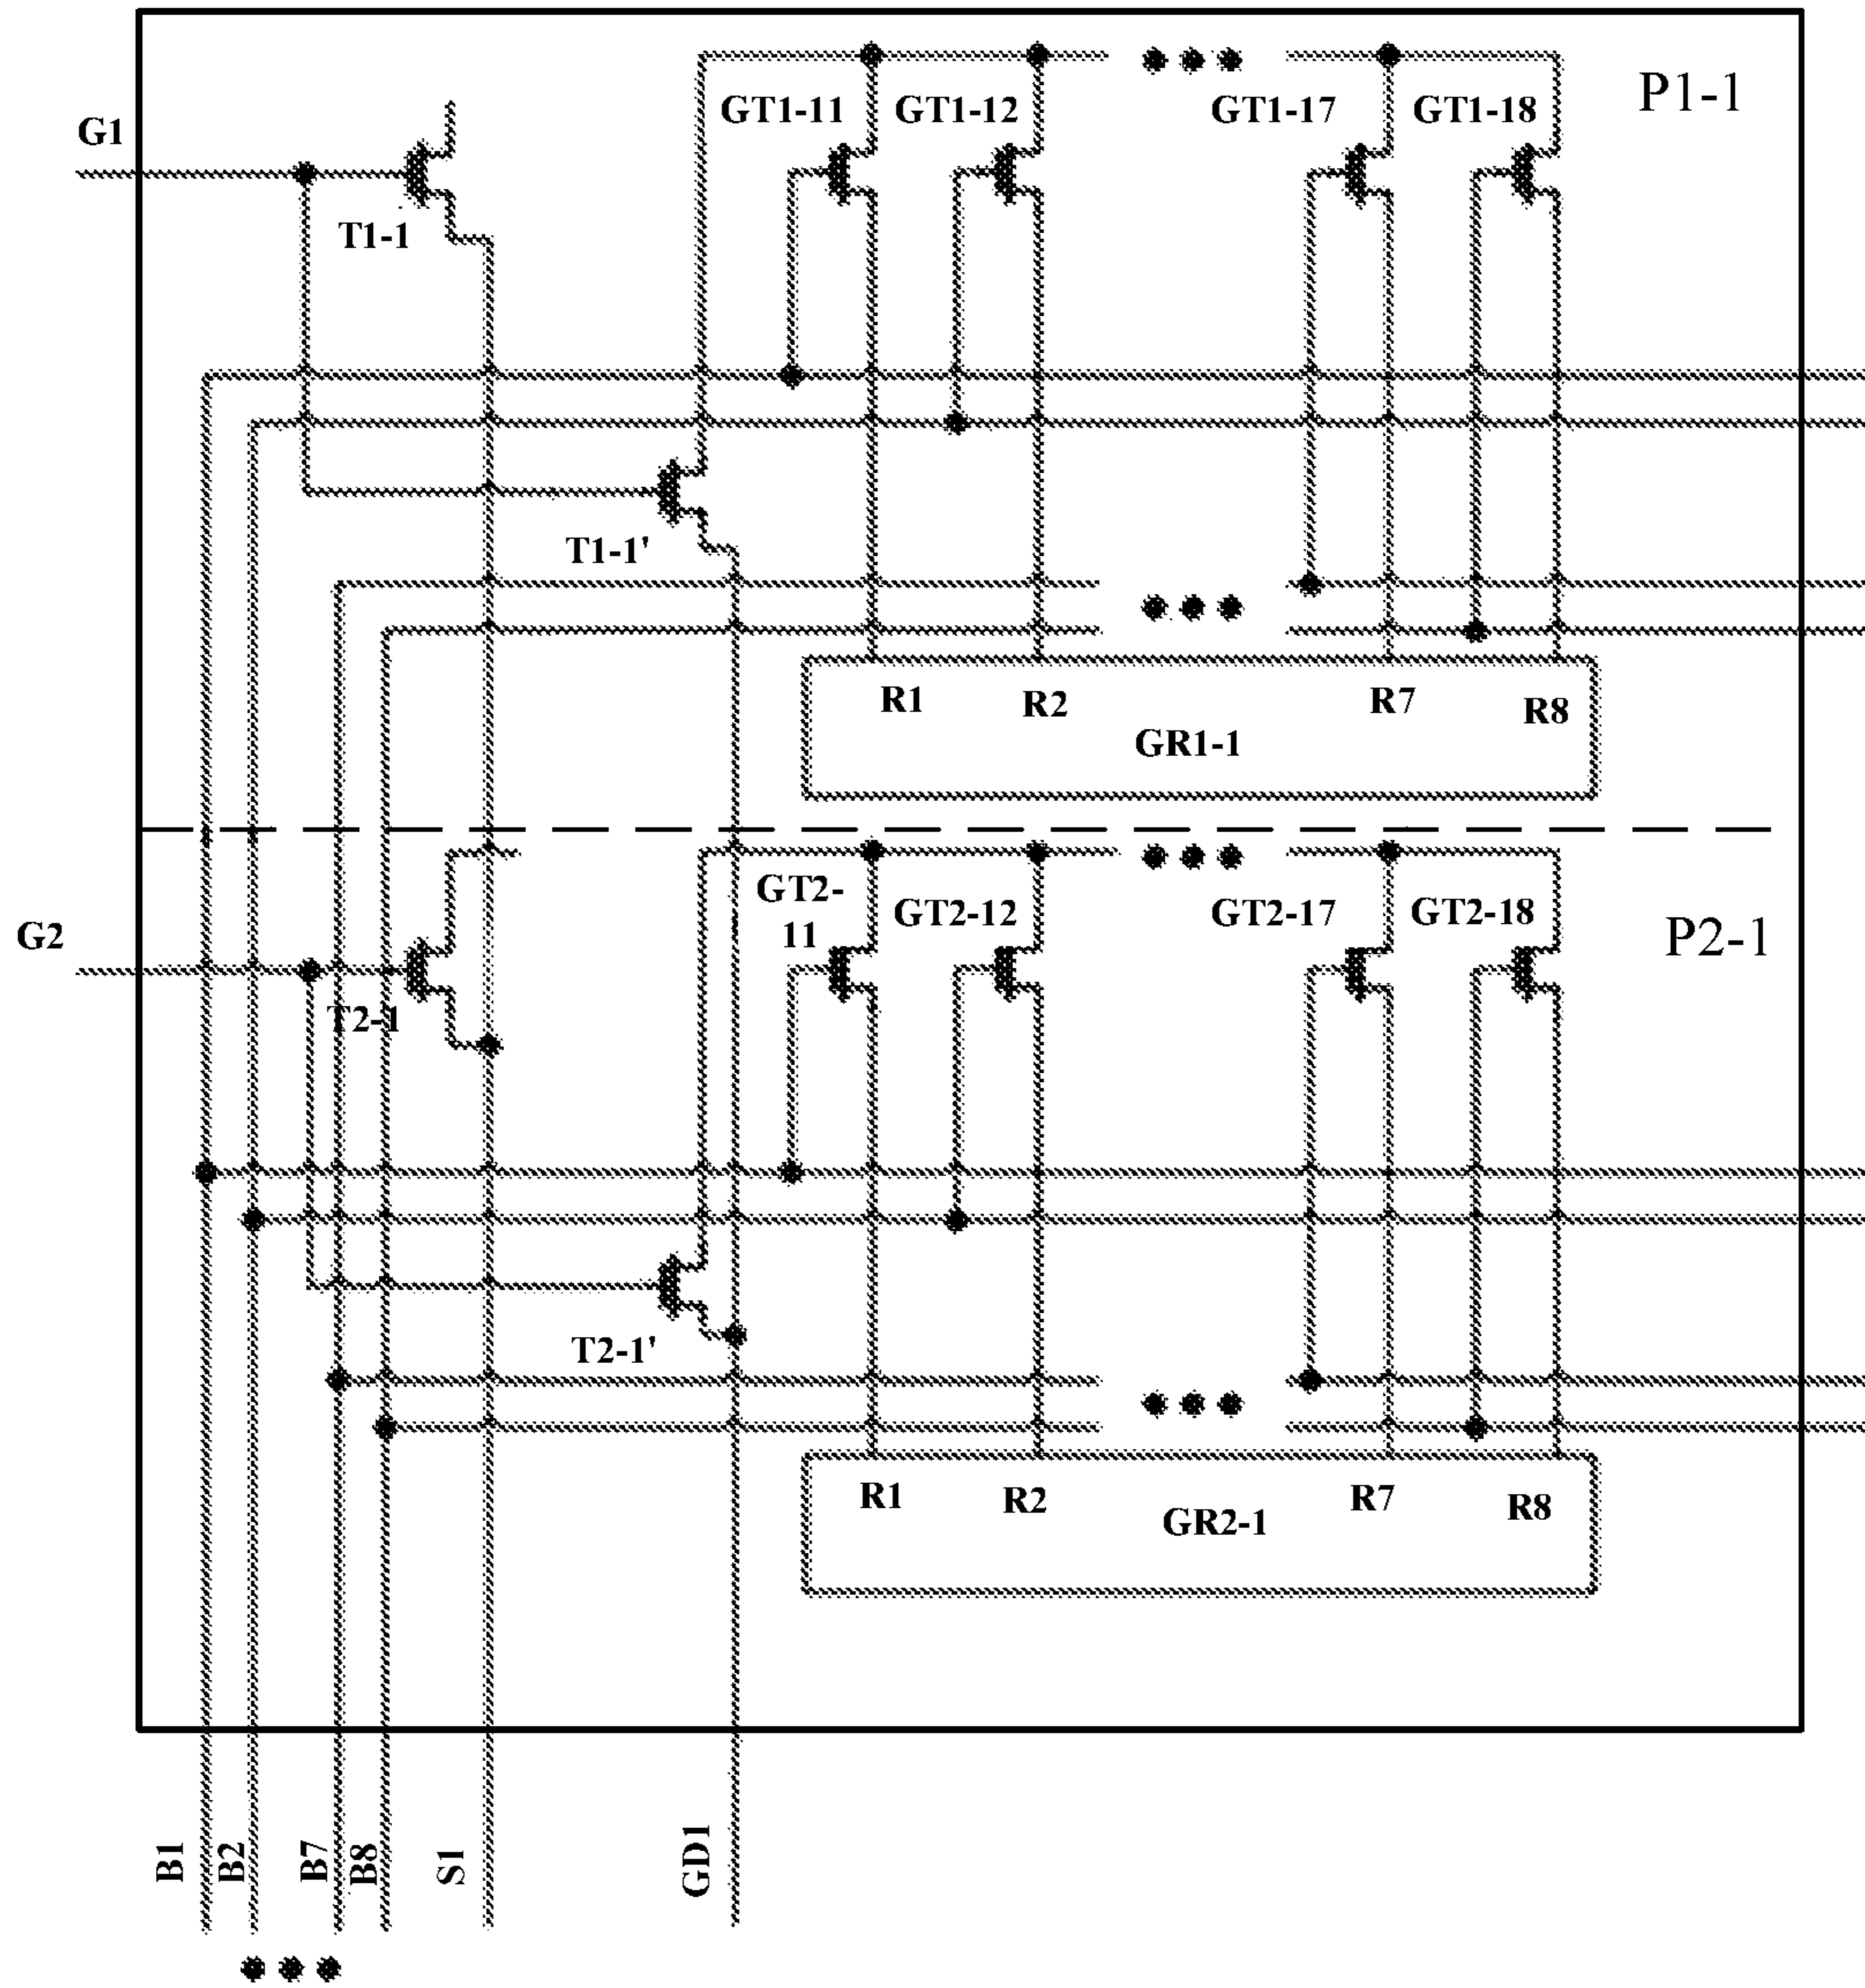 P1-1
GT1-11 GT1-12 GT1-17 GT1-18
G1
T1-1
T1-1'
R1 R2 R7 R8
GR1-1
GT2-
11
GT2-12 GT2-17 GT2-18
P2-1
G2
T2-1
T2-1'
R1 R2 R7 R8
GR2-1
B1 B2 B7 B8 S1 GD1